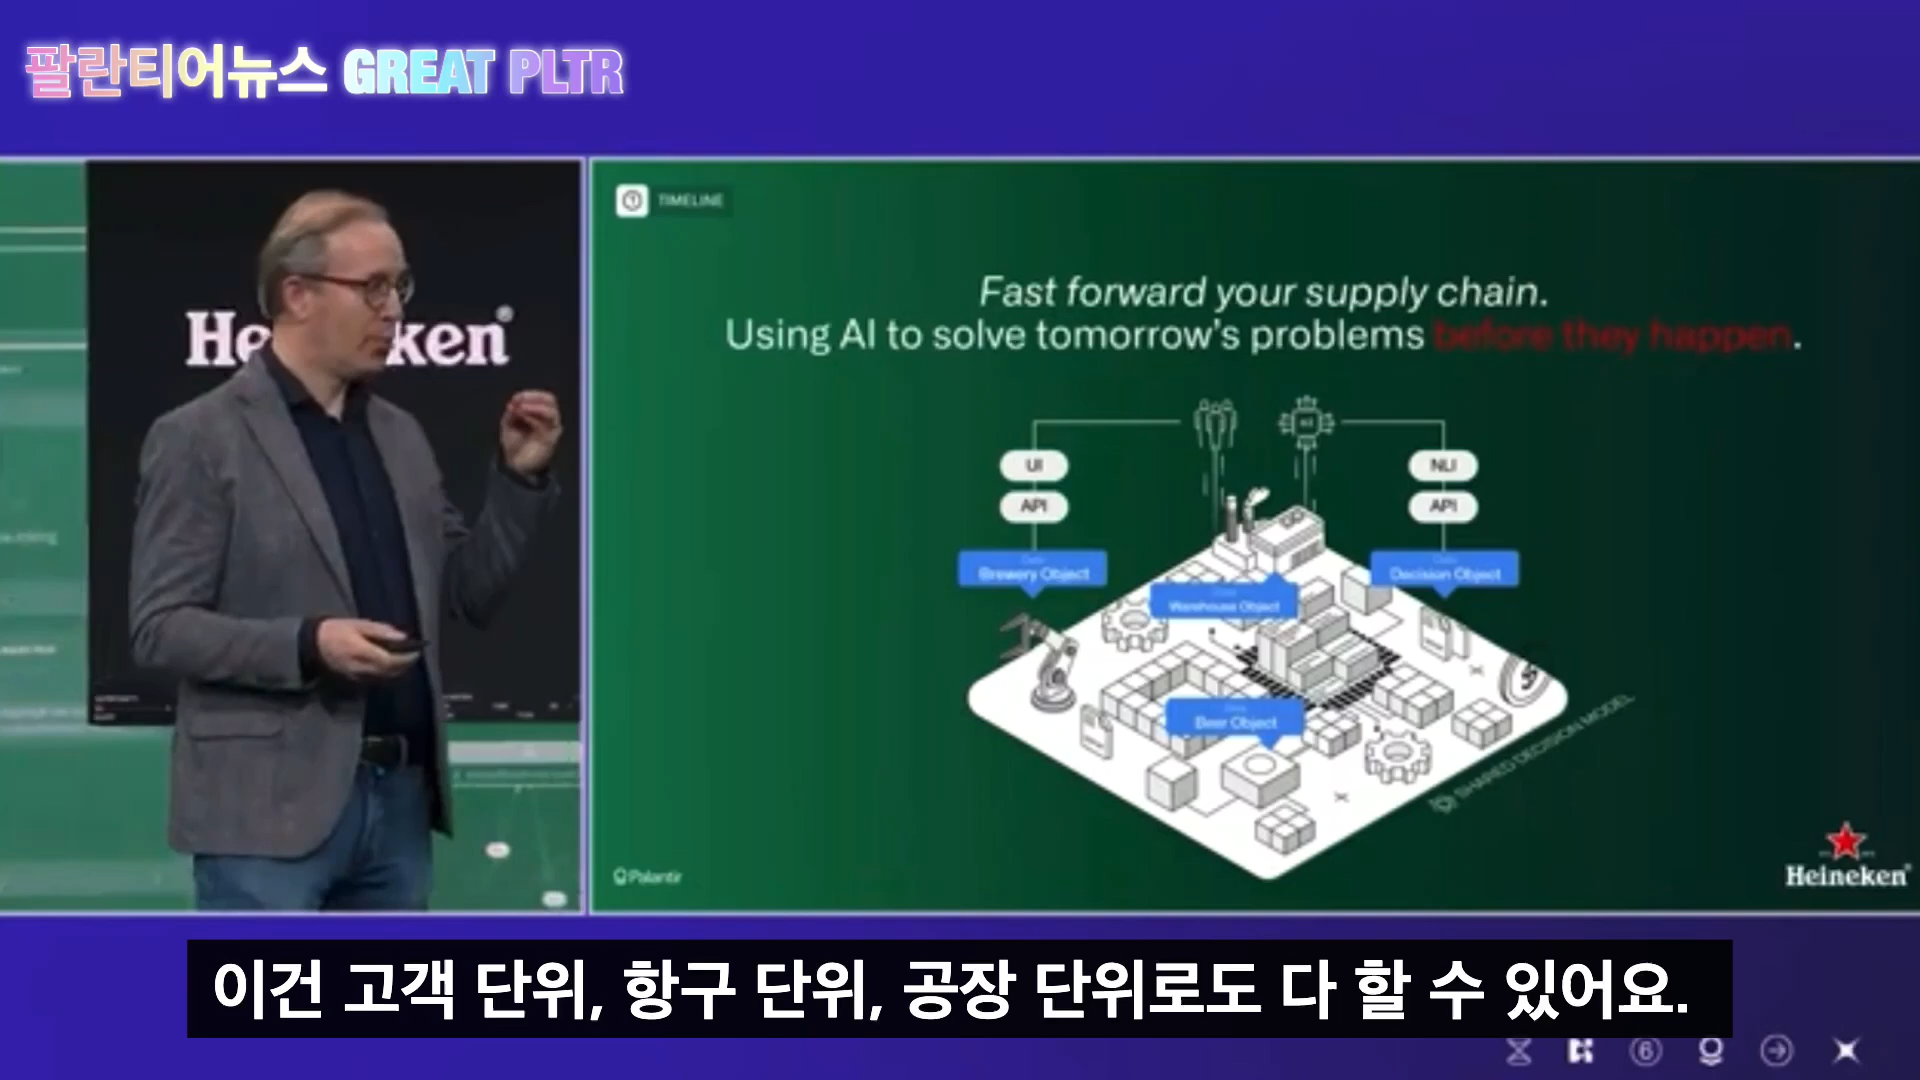 팔란티어뉴스 GREAT PLTR
Heineken®
TIMELINE
Fast forward your supply chain.
Using AI to solve tomorrow's problems before they happen.
UI
API
NLI
API
Brewery Object
Decision Object
Warehouse Object
Beer Object
SHARED DECISION MODEL
Palantir
Heineken®
이건 고객 단위, 항구 단위, 공장 단위로도 다 할 수 있어요.